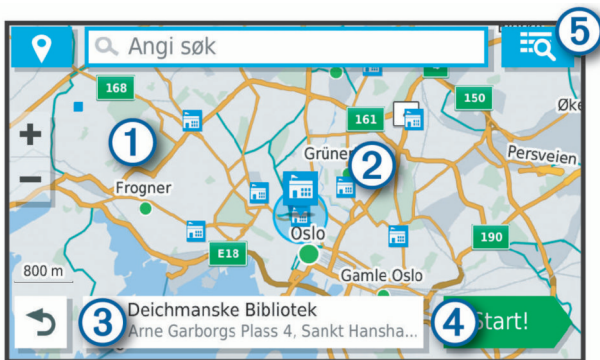 5
Angi søk
168
150
161
1
2
Grüner
Øke
Persveien
Frogner
Oslo
190
E18
800 m
Gamle Oslo
3
Deichmanske Bibliotek
Arne Garborgs Plass 4, Sankt Hansha...
4
Start!